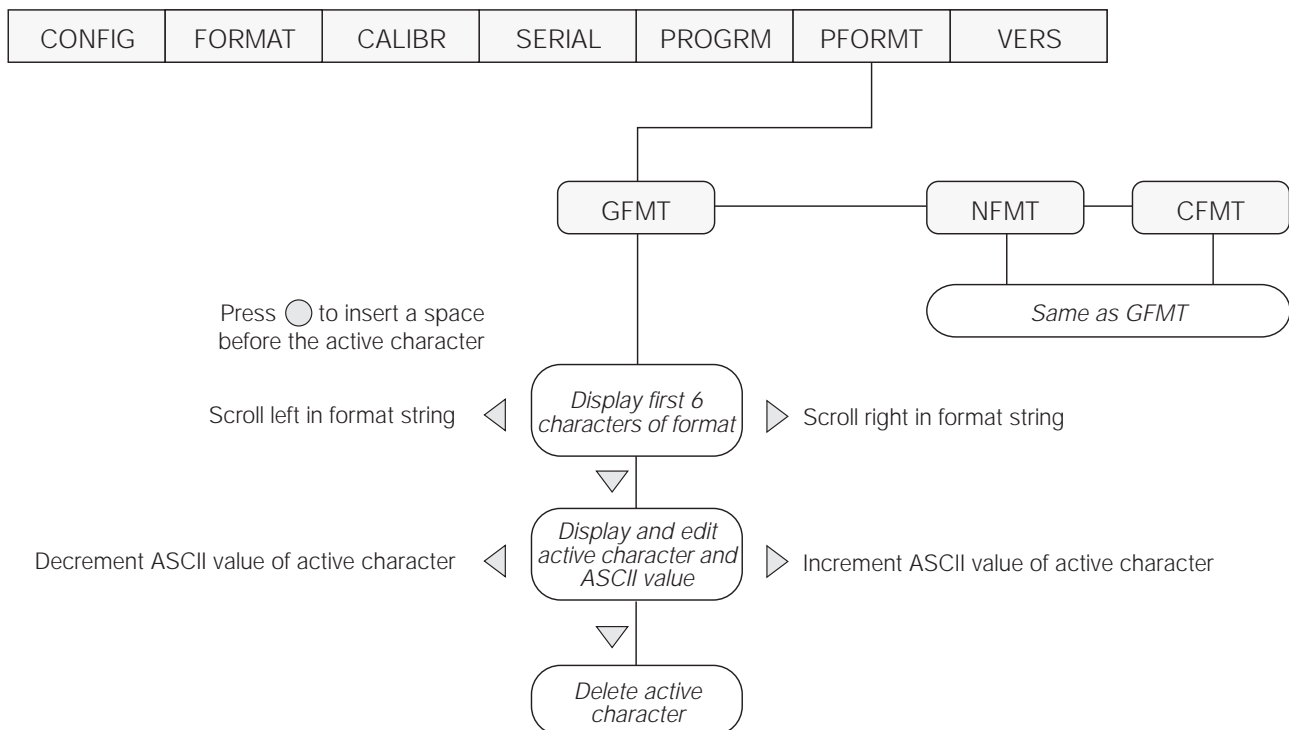 CONFIG FORMAT CALIBR SERIAL PROGRM PFORMT VERS
GFMT NFMT CFMT
Same as GFMT
Press to insert a space
before the active character
Display first 6
characters of format
Scroll left in format string
Scroll right in format string
Display and edit
active character and
ASCII value
Decrement ASCII value of active character
Increment ASCII value of active character
Delete active
character